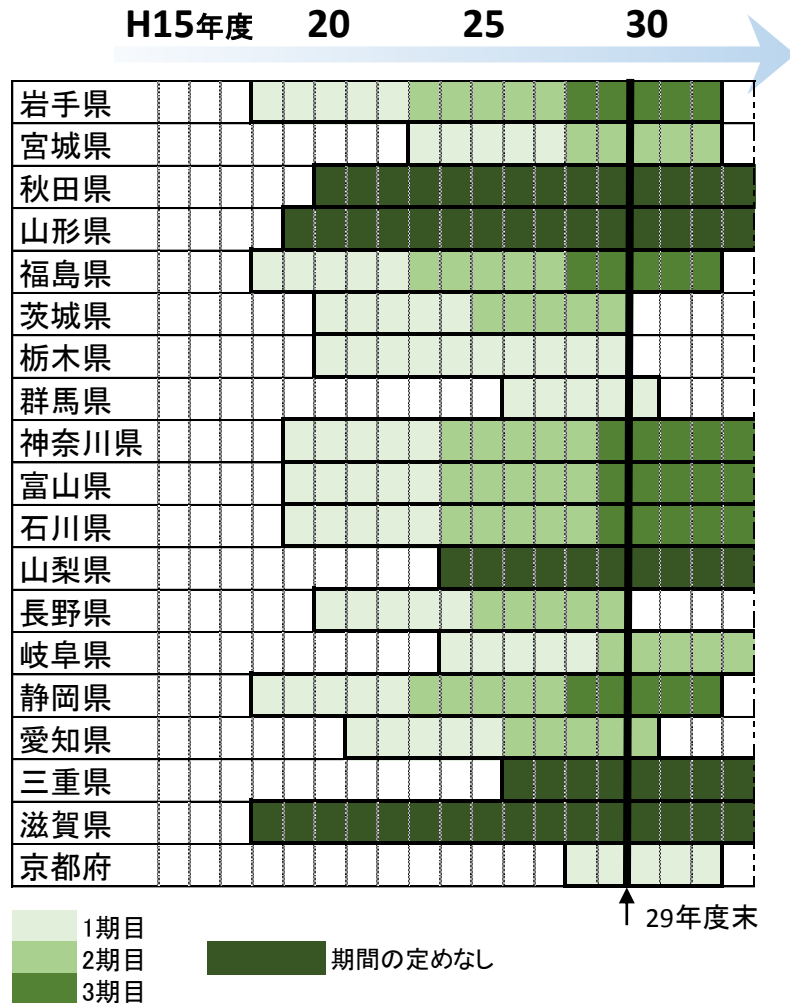 H15年度 20 25 30
岩手県
宮城県
秋田県
山形県
福島県
茨城県
栃木県
群馬県
神奈川県
富山県
石川県
山梨県
長野県
岐阜県
静岡県
愛知県
三重県
滋賀県
京都府
29年度末
1期目
2期目 期間の定めなし
3期目